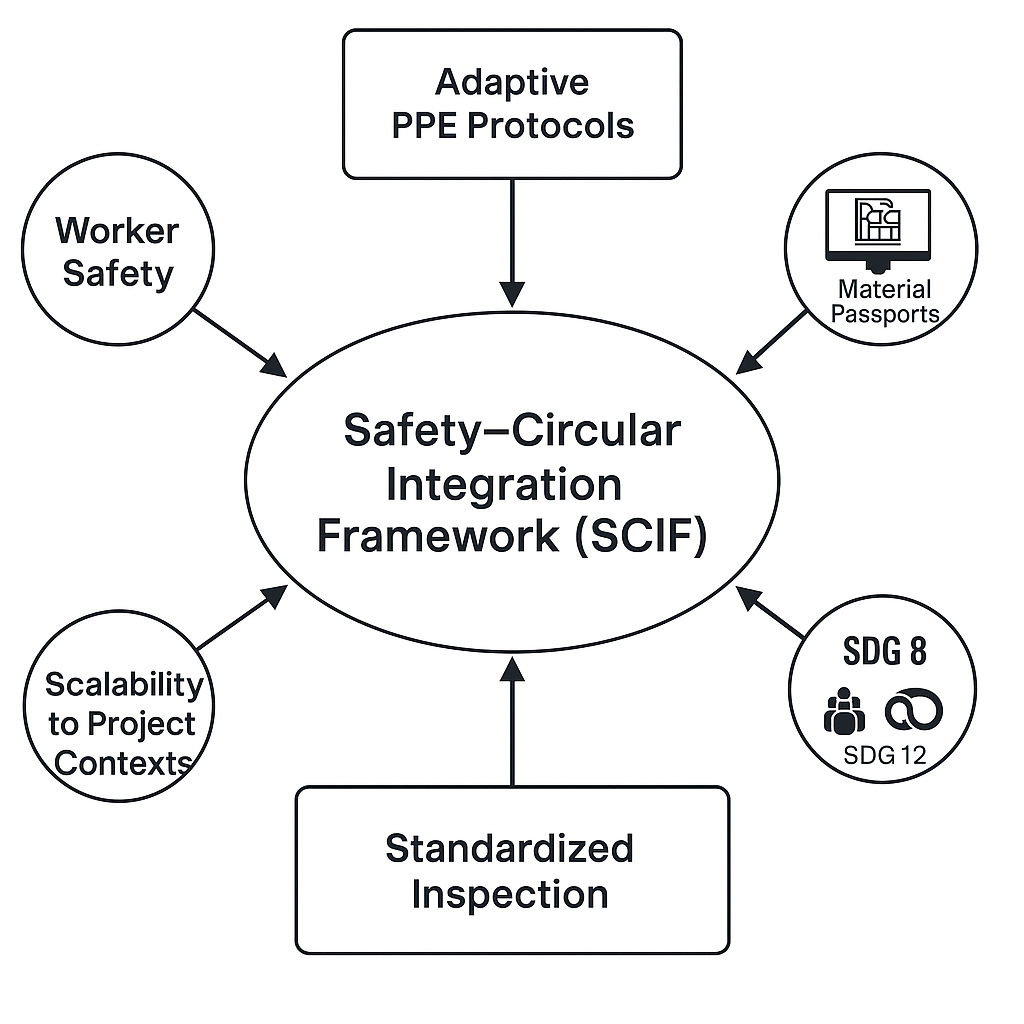 Adaptive
PPE Protocols
Worker
Safety
Material
Passports
Safety–Circular
Integration
Framework (SCIF)
Scalability
to Project
Contexts
SDG 8
SDG 12
Standardized
Inspection